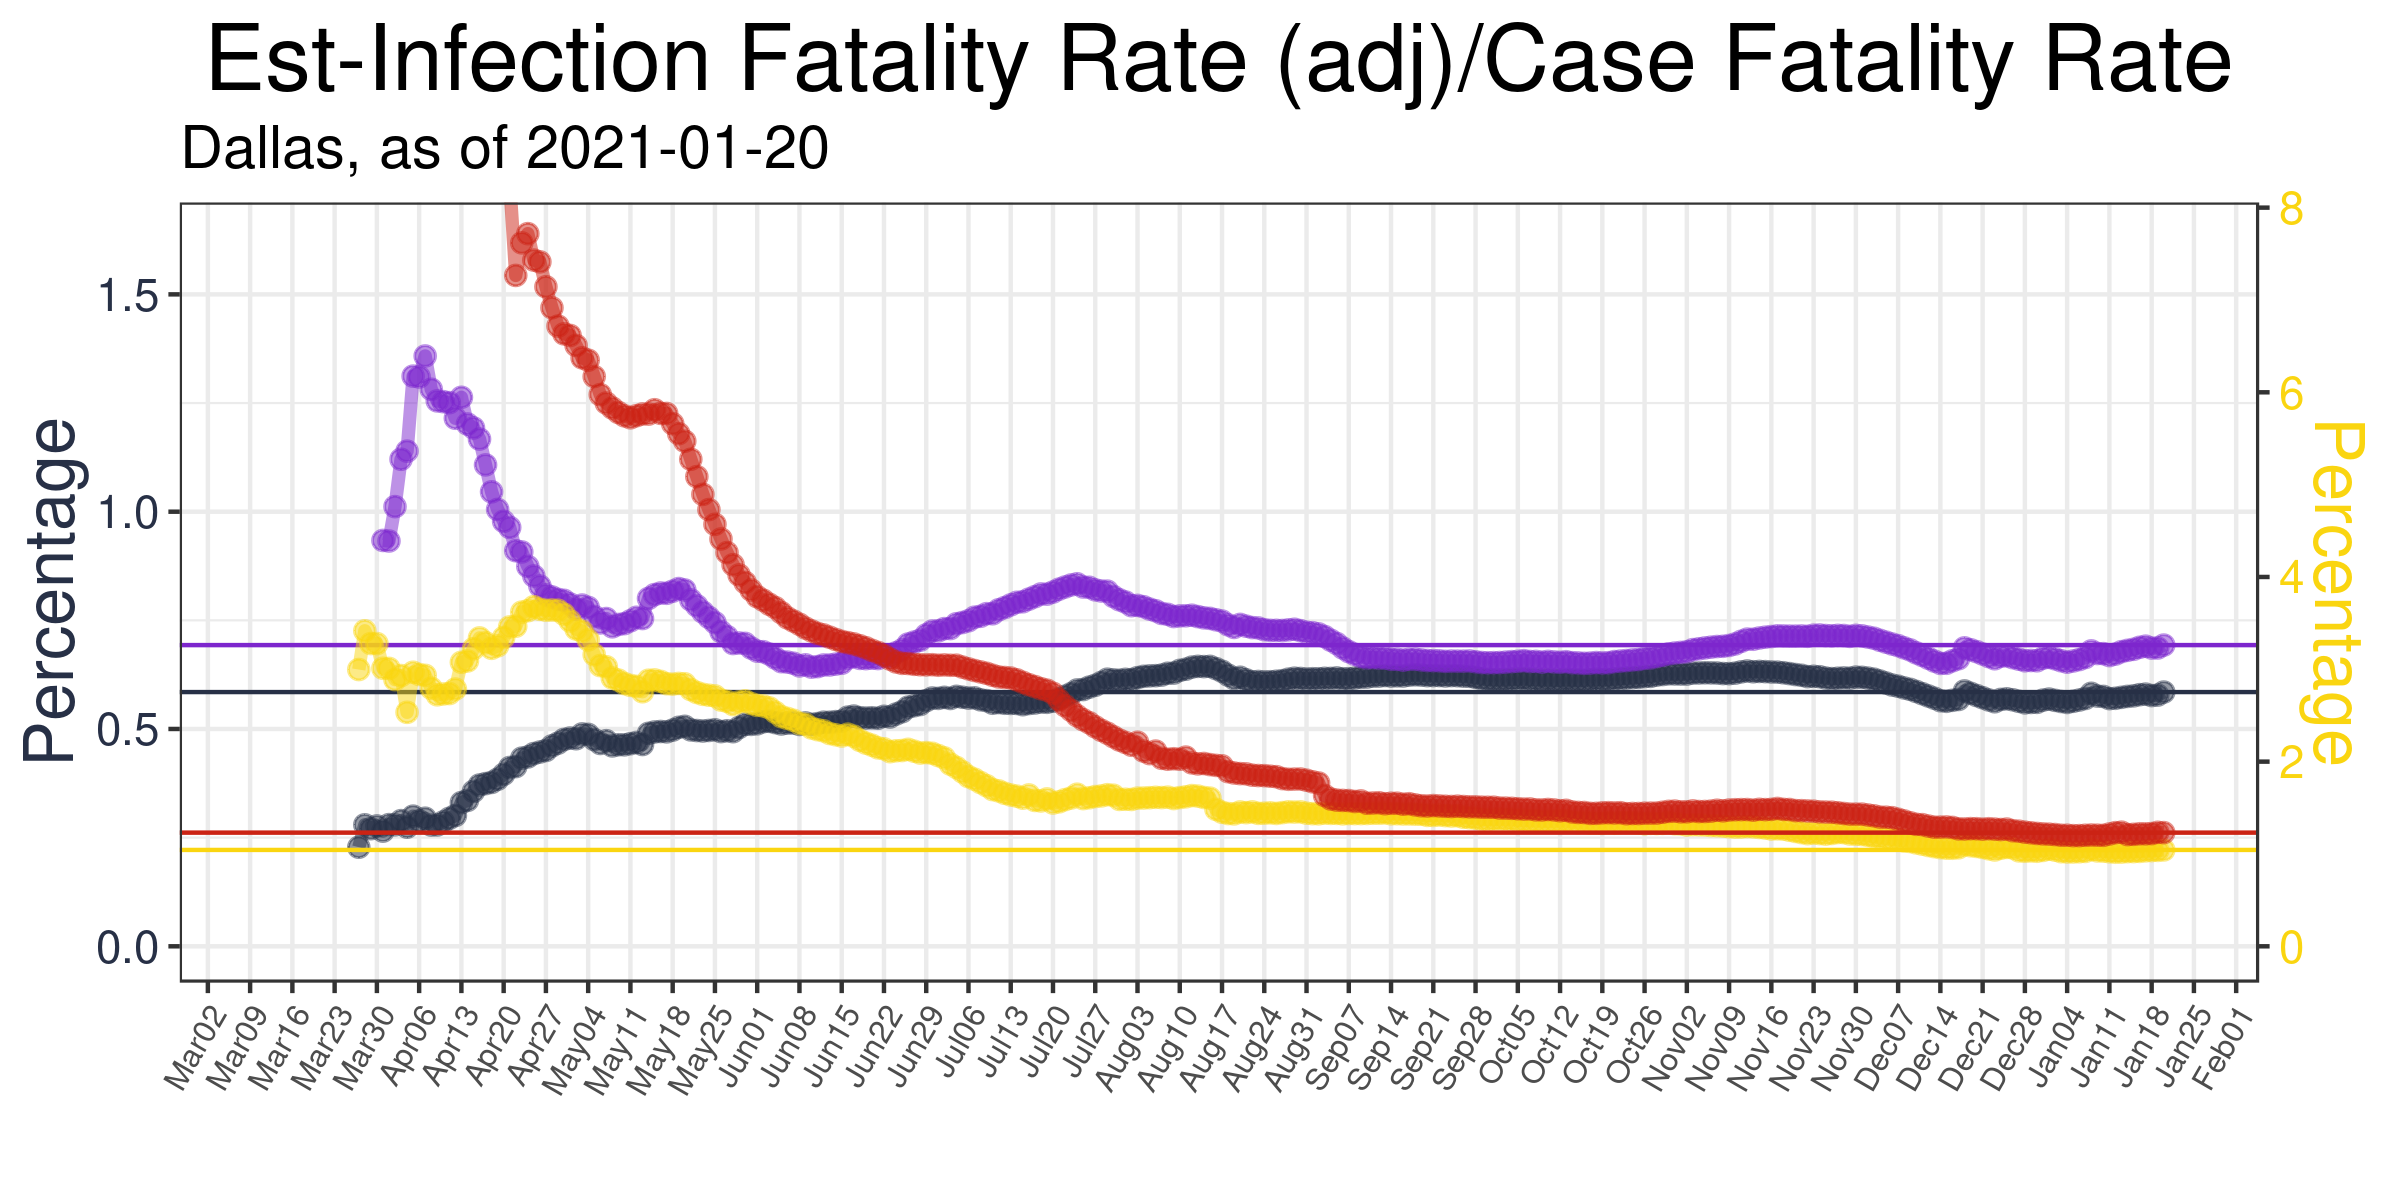 Est-Infection Fatality Rate (adj)/Case Fatality Rate
Dallas, as of 2021-01-20
Percentage
1.5
1.0
0.5
0.0
8
6
4
2
0
Percentage
Mar02
Mar09
Mar16
Mar23
Mar30
Apr06
Apr13
Apr20
Apr27
May04
May11
May18
May25
Jun01
Jun08
Jun15
Jun22
Jun29
Jul06
Jul13
Jul20
Jul27
Aug03
Aug10
Aug17
Aug24
Aug31
Sep07
Sep14
Sep21
Sep28
Oct05
Oct12
Oct19
Oct26
Nov02
Nov09
Nov16
Nov23
Nov30
Dec07
Dec14
Dec21
Dec28
Jan04
Jan11
Jan18
Jan25
Feb01